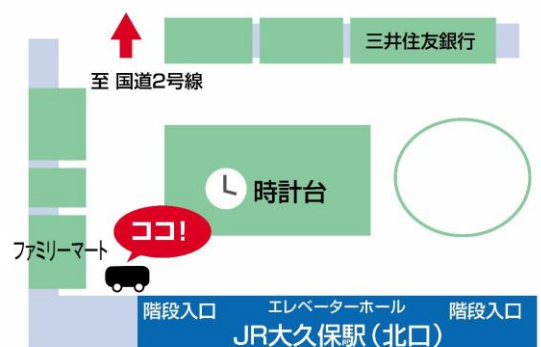 三井住友銀行
至 国道2号線
時計台
ココ!
ファミリーマート
階段入口 エレベーターホール 階段入口
JR大久保駅(北口)